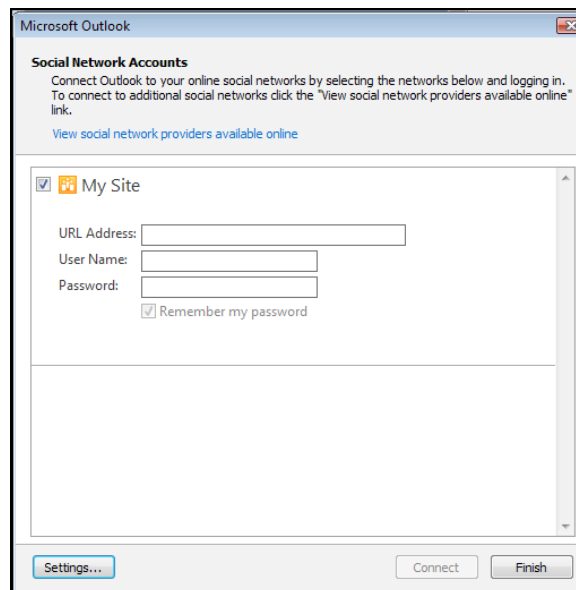 Microsoft Outlook
Social Network Accounts
Connect Outlook to your online social networks by selecting the networks below and logging in.
To connect to additional social networks click the "View social network providers available online"
link.
View social network providers available online
My Site
URL Address:
User Name:
Password:
Remember my password
Settings...
Connect
Finish